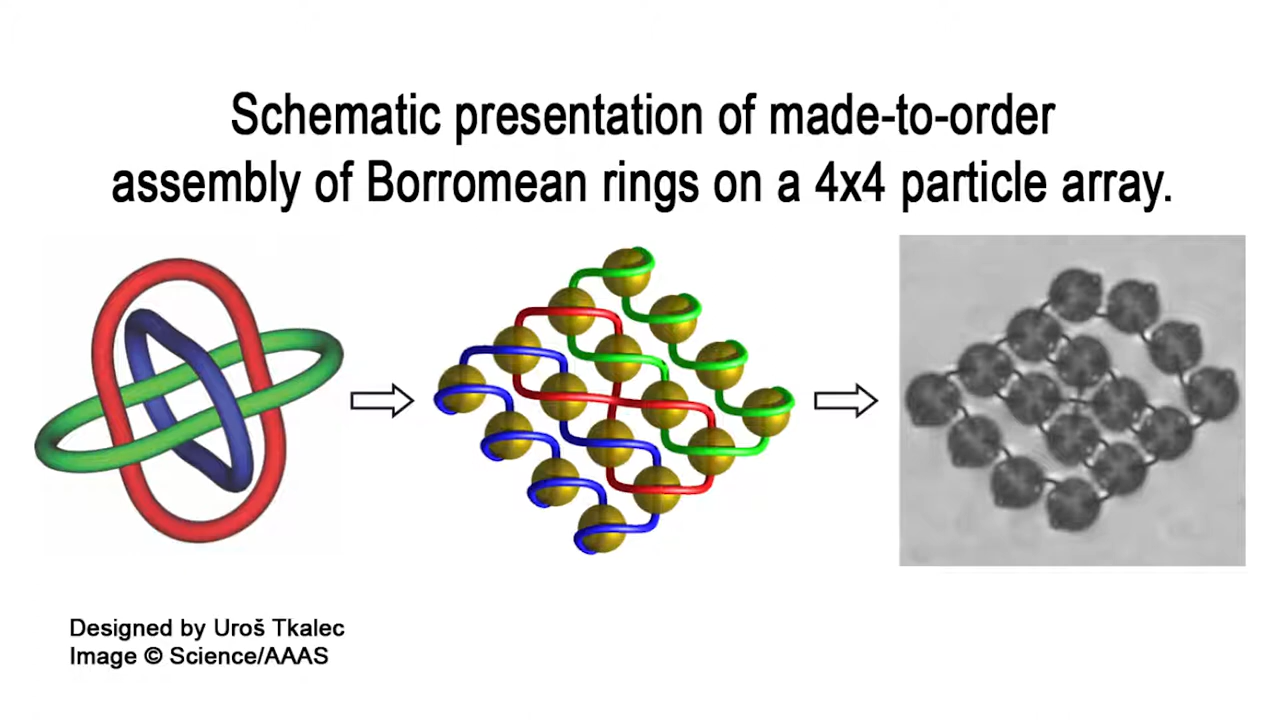 Schematic presentation of made-to-order
assembly of Borromean rings on a 4x4 particle array.
Designed by Uroš Tkalec
Image © Science/AAAS